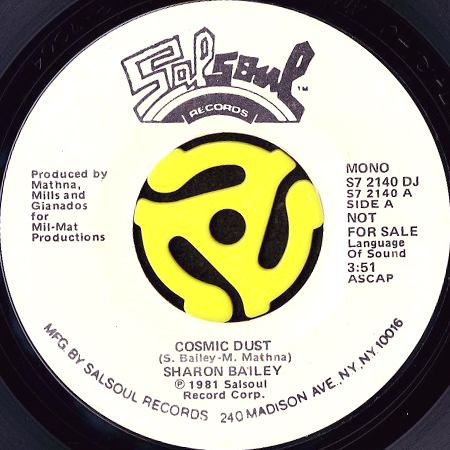 Salsoul TM
RECORDS
Produced by
Mathna,
Mills and
Gianados
for
Mil-Mat
Productions
MONO
S7 2140 DJ
S7 2140 A
SIDE A
NOT
FOR SALE
Language
Of Sound
3:51
ASCAP
COSMIC DUST
(S. Bailey-M. Mathna)
SHARON BAILEY
℗ 1981 Salsoul
Record Corp.
MFG. BY SALSOUL RECORDS 240 MADISON AVE., NY, NY 10016